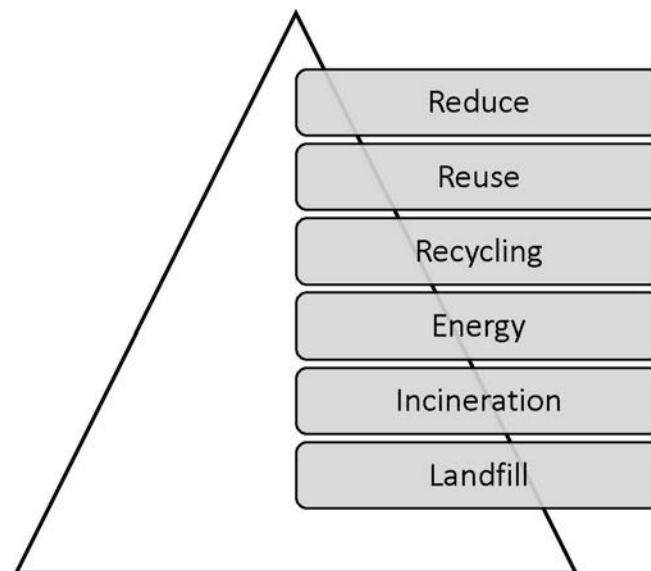 Reduce
Reuse
Recycling
Energy
Incineration
Landfill